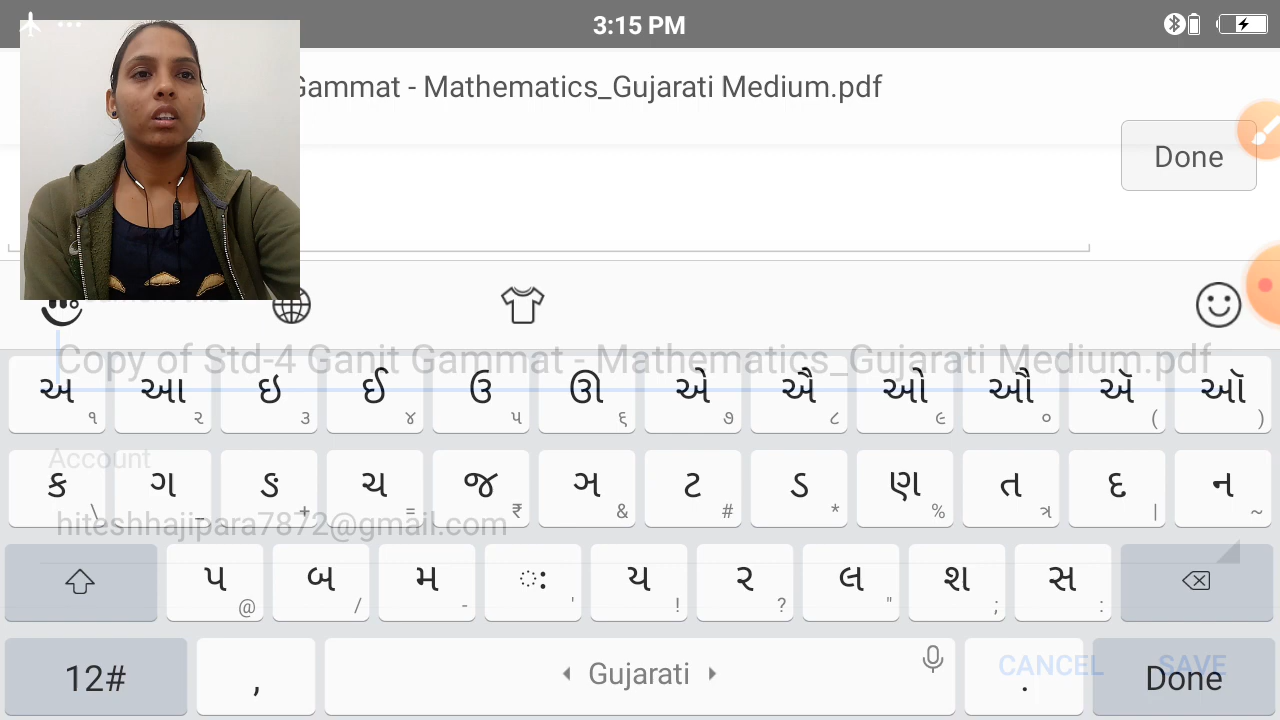 3:15 PM
Gammat - Mathematics_Gujarati Medium.pdf
Done
Copy of Std-4 Ganit Gammat - Mathematics_Gujarati Medium.pdf
અ આ ઇ ઈ ઉ ઊ એ ઐ ઓ ઔ ઍ ઑ
૧ ૨ ૩ ૪ ૫ ૬ ૭ ૮ ૯ ૦ ( )
Account
ક ગ ઙ ચ જ ઞ ટ ડ ણ ત દ ન
\ _ + = ₹ & # * % ત્ર | ~
hiteshhajipara7872@gmail.com
પ બ મ ઃ ય ર લ શ સ
@ / - ' ! ? " ; :
CANCEL SAVE
12# , Gujarati . Done